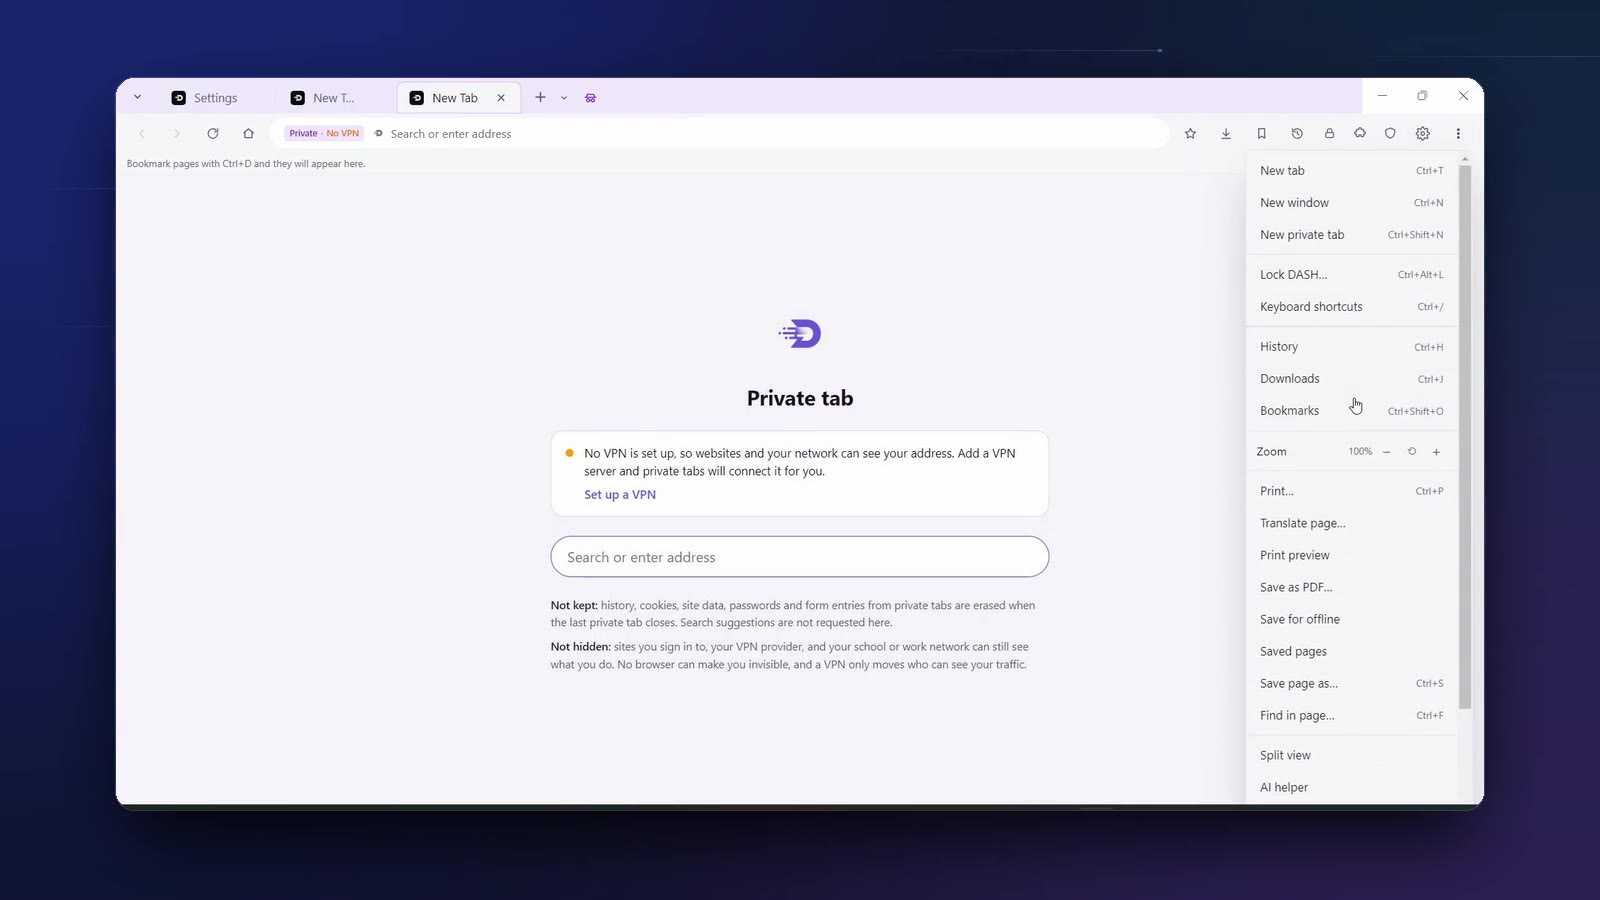 Settings
New T...
New Tab
Private · No VPN
Search or enter address
Bookmark pages with Ctrl+D and they will appear here.
Private tab
No VPN is set up, so websites and your network can see your address. Add a VPN
server and private tabs will connect it for you.
Set up a VPN
Search or enter address
Not kept: history, cookies, site data, passwords and form entries from private tabs are erased when
the last private tab closes. Search suggestions are not requested here.
Not hidden: sites you sign in to, your VPN provider, and your school or work network can still see
what you do. No browser can make you invisible, and a VPN only moves who can see your traffic.
New tab Ctrl+T
New window Ctrl+N
New private tab Ctrl+Shift+N
Lock DASH... Ctrl+Alt+L
Keyboard shortcuts Ctrl+/
History Ctrl+H
Downloads Ctrl+J
Bookmarks Ctrl+Shift+O
Zoom 100% − +
Print... Ctrl+P
Translate page...
Print preview
Save as PDF...
Save for offline
Saved pages
Save page as... Ctrl+S
Find in page... Ctrl+F
Split view
AI helper